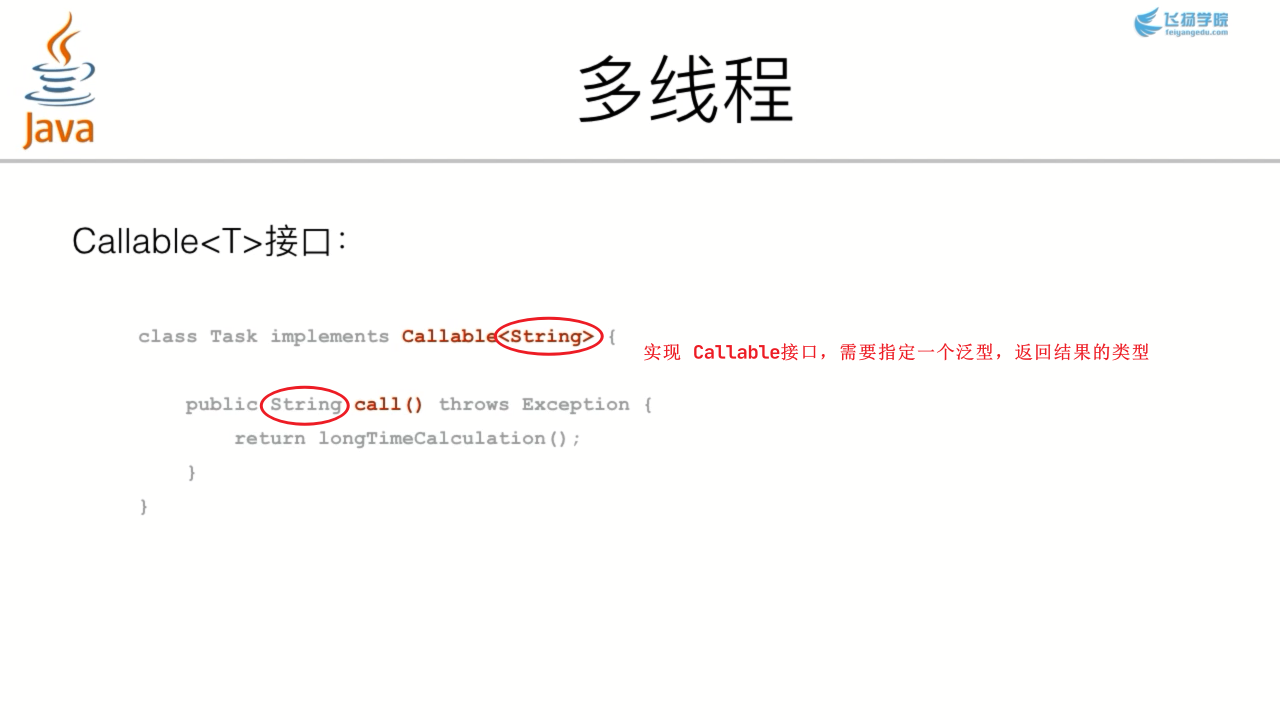 飞扬学院
feiyangedu.com
Java
多线程
Callable<T>接口：
class Task implements Callable<String> {
实现 Callable接口，需要指定一个泛型，返回结果的类型
public String call() throws Exception {
return longTimeCalculation();
}
}